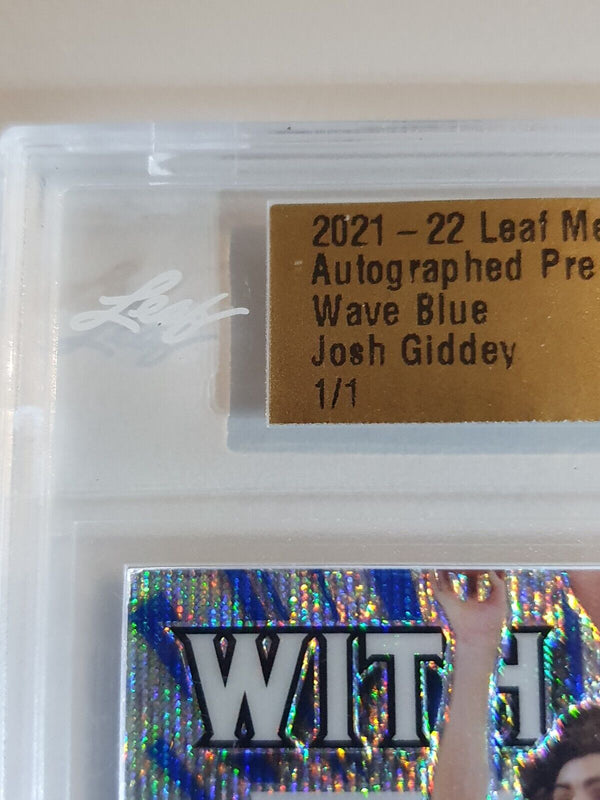 2021 – 22 Leaf Me
Autographed Pre
Wave Blue
Leaf
Josh Giddey
1/1
WITH